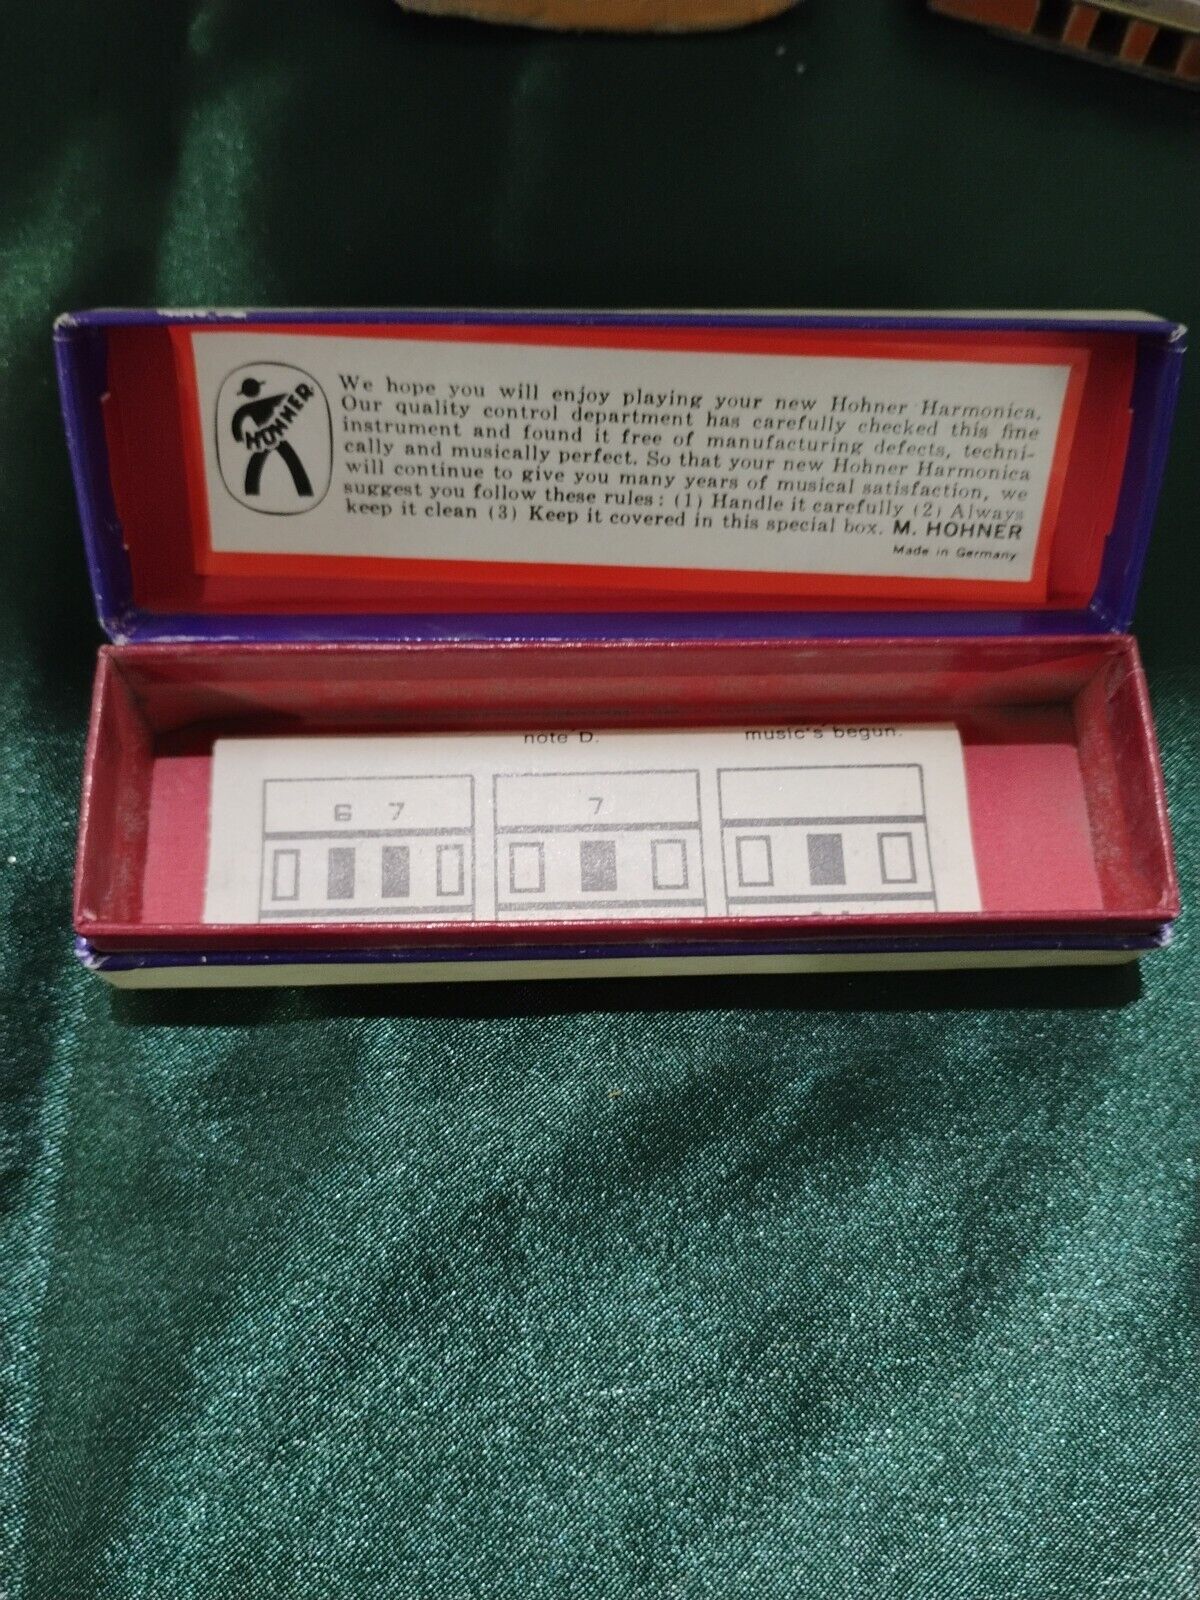 HOHNER
We hope you will enjoy playing your new Hohner Harmonica.
Our quality control department has carefully checked this fine
instrument and found it free of manufacturing defects, techni-
cally and musically perfect. So that your new Hohner Harmonica
will continue to give you many years of musical satisfaction, we
suggest you follow these rules: (1) Handle it carefully (2) Always
keep it clean (3) Keep it covered in this special box. M. HOHNER
Made in Germany
note D.
music's begun.
6 7
7